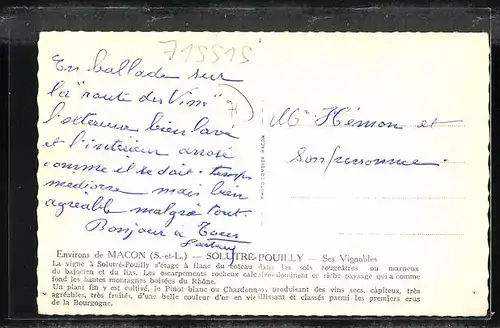 715515
En ballade sur
la "route des Vins"
l'extérieur bien lavé
et l'intérieur arrosé
comme il se doit. temps
médiocre mais bien
agréable malgré tout.
Bonjour à Tous
7
Mr Hémon et
Son personnel
Environs de MACON (S.-et-L.) — SOLUTRÉ-POUILLY — Ses Vignobles
La vigne à Solutré-Pouilly s'étage à flanc du coteau dans les sols rougeâtres ou marneux
du bajocien et du lias. Les escarpements rocheux calcaires dominent ce riche paysage qui a comme
fond les hautes montagnes boisées du Rhône.
Un plant fin y est cultivé, le Pinot blanc ou Chardonnay, produisant des vins secs, capiteux, très
agréables, très fruités, d'une belle couleur d'or en vieillissant et classés parmi les premiers crus
de la Bourgogne.